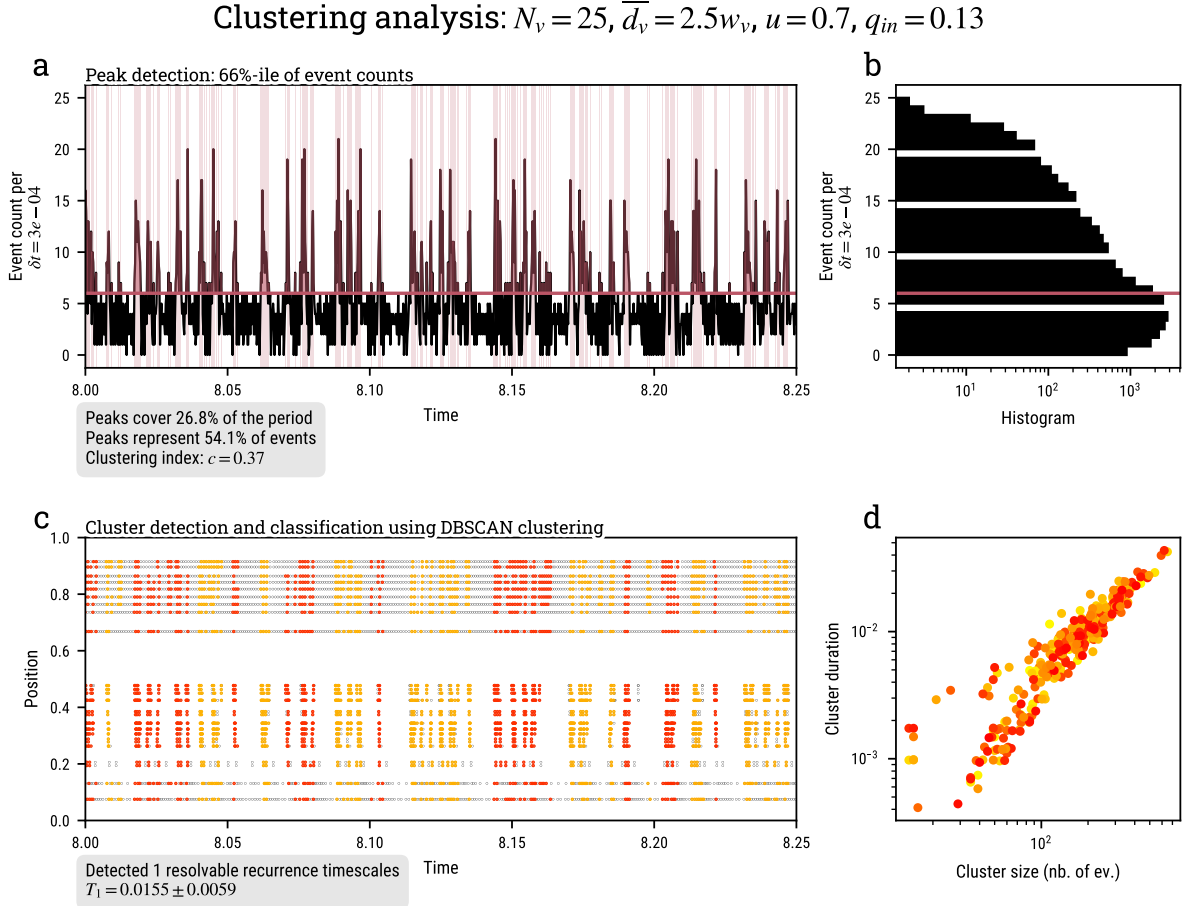 Clustering analysis: N_v = 25, \overline{d_v} = 2.5w_v, u = 0.7, q_{in} = 0.13
a
Peak detection: 66%-ile of event counts
Event count per
δt = 3e − 04
25
20
15
10
5
0
8.00
8.05
8.10
8.15
8.20
8.25
Time
Peaks cover 26.8% of the period
Peaks represent 54.1% of events
Clustering index: c = 0.37
b
Event count per
δt = 3e − 04
25
20
15
10
5
0
10^1
10^2
10^3
Histogram
c
Cluster detection and classification using DBSCAN clustering
Position
1.0
0.8
0.6
0.4
0.2
0.0
8.00
8.05
8.10
8.15
8.20
8.25
Time
Detected 1 resolvable recurrence timescales
T_1 = 0.0155 ± 0.0059
d
Cluster duration
10^{−2}
10^{−3}
10^2
Cluster size (nb. of ev.)